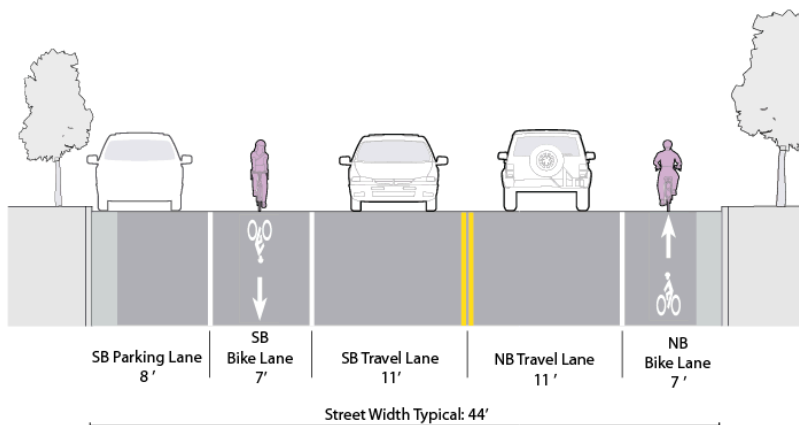 SB Parking Lane
8 ’
SB
Bike Lane
7’
SB Travel Lane
11’
NB Travel Lane
11 ’
NB
Bike Lane
7 ’
Street Width Typical: 44’